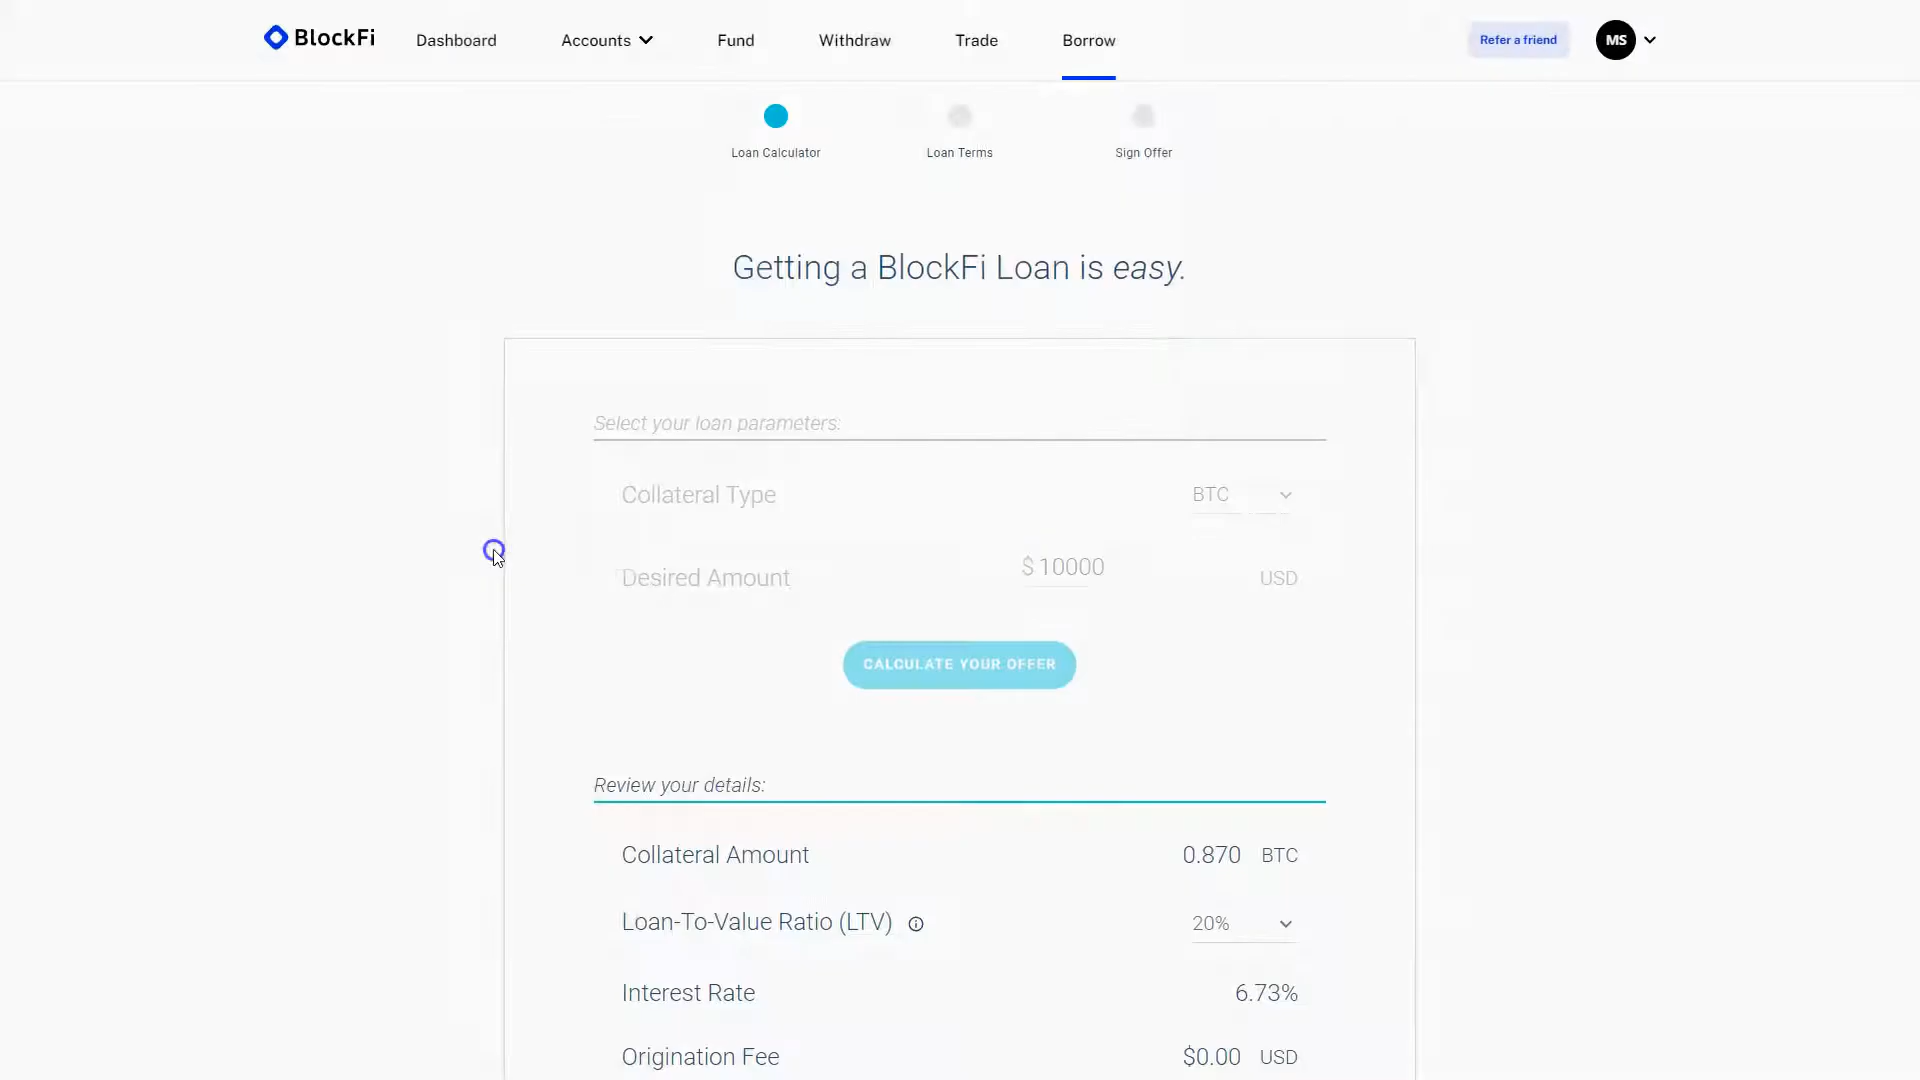 BlockFi Dashboard Accounts Fund Withdraw Trade Borrow Refer a friend MS
Loan Calculator Loan Terms Sign Offer
Getting a BlockFi Loan is easy.
Select your loan parameters:
Collateral Type BTC
Desired Amount $ 10000 USD
CALCULATE YOUR OFFER
Review your details:
Collateral Amount 0.870 BTC
Loan-To-Value Ratio (LTV) 20%
Interest Rate 6.73%
Origination Fee $0.00 USD